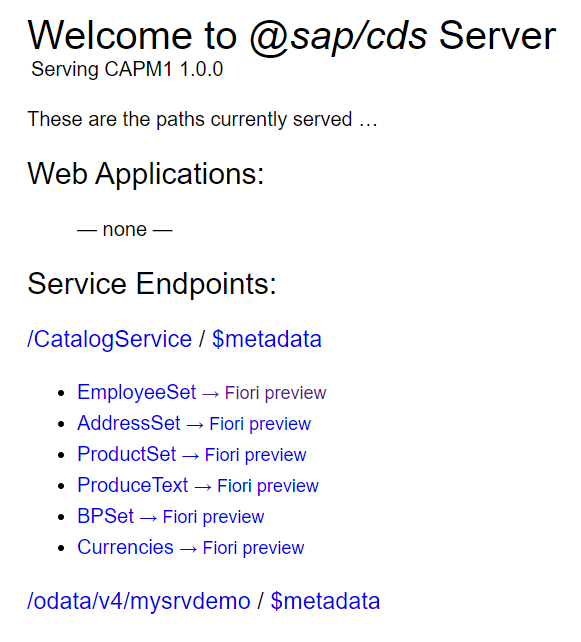 Welcome to @sap/cds Server
Serving CAPM1 1.0.0
These are the paths currently served …
Web Applications:
— none —
Service Endpoints:
/CatalogService / $metadata
• EmployeeSet → Fiori preview
• AddressSet → Fiori preview
• ProductSet → Fiori preview
• ProduceText → Fiori preview
• BPSet → Fiori preview
• Currencies → Fiori preview
/odata/v4/mysrvdemo / $metadata